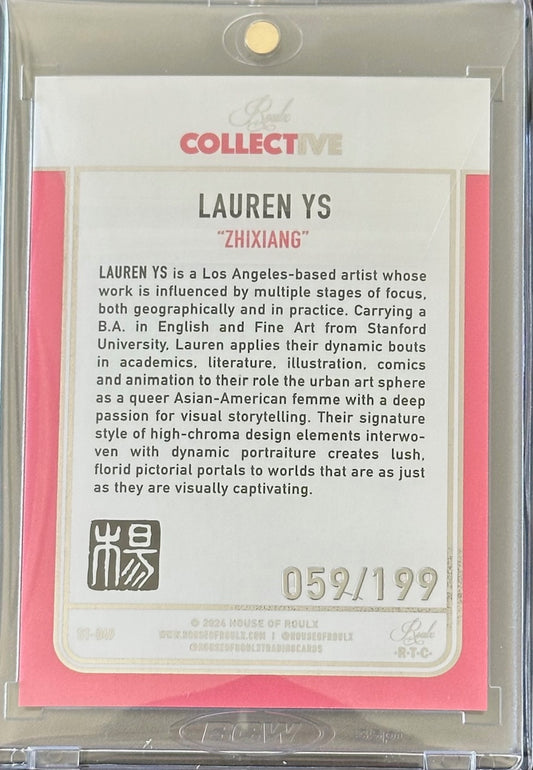 Roulx
COLLECTIVE
LAUREN YS
"ZHIXIANG"
LAUREN YS is a Los Angeles-based artist whose
work is influenced by multiple stages of focus,
both geographically and in practice. Carrying a
B.A. in English and Fine Art from Stanford
University, Lauren applies their dynamic bouts
in academics, literature, illustration, comics
and animation to their role the urban art sphere
as a queer Asian-American femme with a deep
passion for visual storytelling. Their signature
style of high-chroma design elements interwo-
ven with dynamic portraiture creates lush,
florid pictorial portals to worlds that are as just
as they are visually captivating.
楊
059/199
© 2024 HOUSE OF ROULX
WWW.HOUSEOFROULX.COM | @HOUSEOFROULX
@HOUSEOFROULXTRADINGCARDS
Roulx
·R·T·C·
BCW